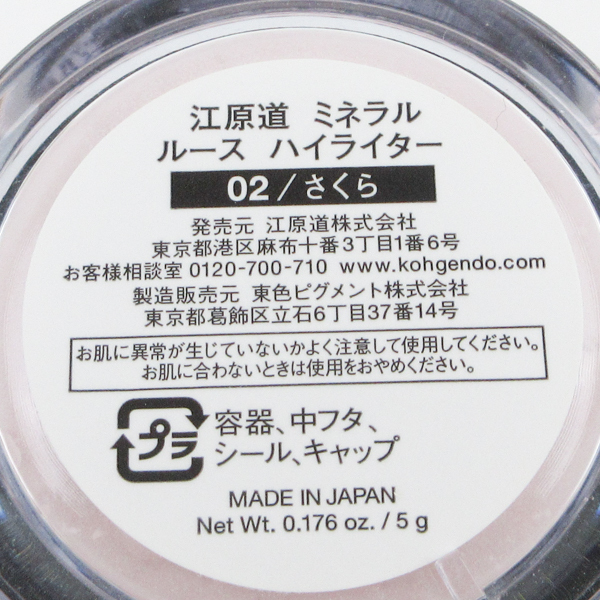 江原道 ミネラル
ルース ハイライター
02/さくら
発売元 江原道株式会社
東京都港区麻布十番3丁目1番6号
お客様相談室 0120-700-710 www.kohgendo.com
製造販売元 東色ピグメント株式会社
東京都葛飾区立石6丁目37番14号
お肌に異常が生じていないかよく注意して使用してください。
お肌に合わないときは使用をおやめください。
プラ
容器、中フタ、
シール、キャップ
MADE IN JAPAN
Net Wt. 0.176 oz. / 5 g